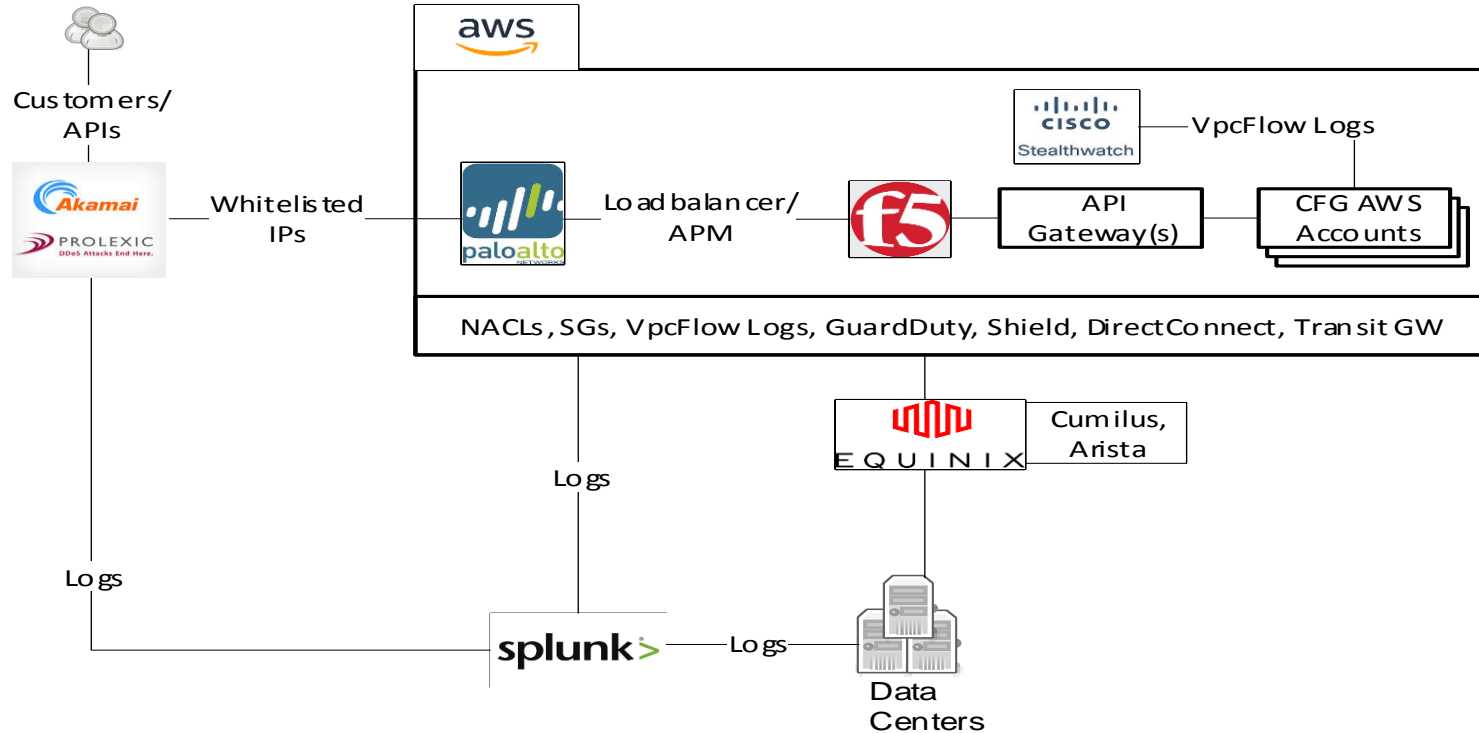 aws
Customers/
APIs
Akamai
PROLEXIC
DDoS Attacks End Here.
Whitelisted
IPs
paloalto
NETWORKS
Load balancer/
APM
f5
CISCO
Stealthwatch
VpcFlow Logs
API
Gateway(s)
CFG AWS
Accounts
NACLs, SGs, VpcFlow Logs, GuardDuty, Shield, DirectConnect, Transit GW
EQUINIX
Cumilus,
Arista
Logs
Logs
splunk>
Logs
Data
Centers